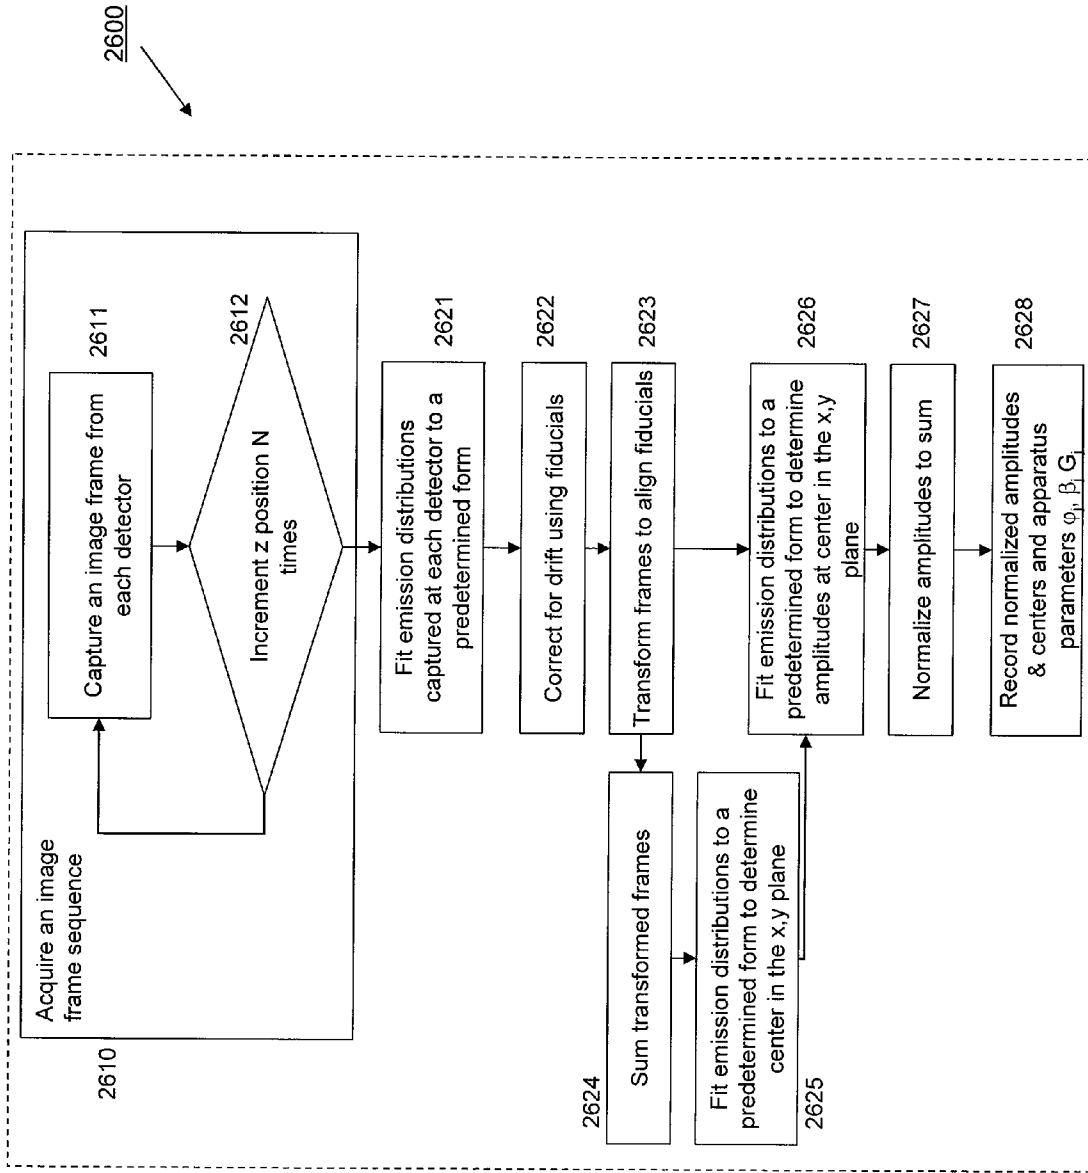 2600
Acquire an image
frame sequence
2610
Capture an image frame from
each detector
2611
Increment z position N
times
2612
Fit emission distributions
captured at each detector to a
predetermined form
2621
Correct for drift using fiducials
2622
Transform frames to align fiducials
2623
2624
Sum transformed frames
Fit emission distributions to a
predetermined form to determine
center in the x,y plane
2625
Fit emission distributions to a
predetermined form to determine
amplitudes at center in the x,y
plane
2626
Normalize amplitudes to sum
2627
Record normalized amplitudes
& centers and apparatus
parameters φⱼ, βⱼ Gⱼ
2628